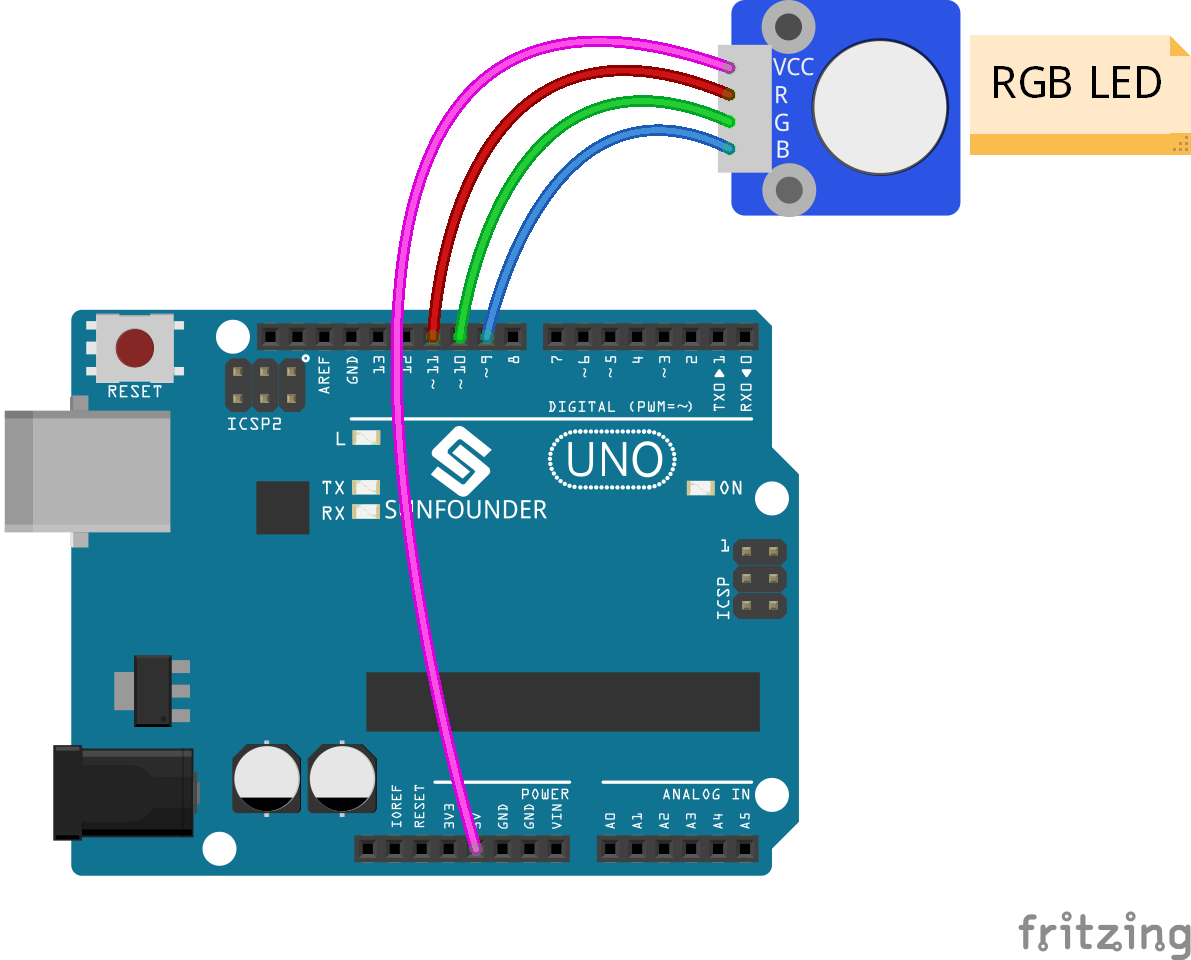 VCC
R
G
B
RGB LED
RESET
ICSP2
AREF
GND
13
12
~11
~10
~9
8
7
~6
~5
4
~3
2
TX0▶1
RX0◀0
DIGITAL (PWM=~)
L
TX
RX
SUNFOUNDER
UNO
ON
1
ICSP
IOREF
RESET
3V3
5V
GND
GND
VIN
POWER
ANALOG IN
A0
A1
A2
A3
A4
A5
fritzing